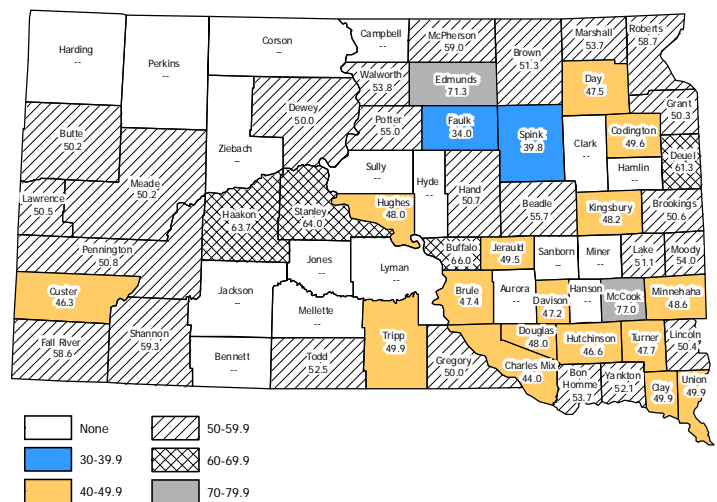 Harding
--
Perkins
--
Corson
--
Campbell
--
McPherson
59.0
Brown
51.3
Marshall
53.7
Roberts
58.7
Walworth
53.8
Edmunds
71.3
Day
47.5
Butte
50.2
Dewey
50.0
Potter
55.0
Faulk
34.0
Spink
39.8
Grant
50.3
Codington
49.6
Ziebach
--
Clark
--
Deuel
61.3
Hamlin
--
Meade
50.2
Sully
--
Hyde
--
Hand
50.7
Lawrence
50.5
Haakon
63.7
Stanley
64.0
Hughes
48.0
Beadle
55.7
Kingsbury
48.2
Brookings
50.6
Pennington
50.8
Jones
--
Lyman
--
Buffalo
66.0
Jerauld
49.5
Sanborn
--
Miner
--
Lake
51.1
Moody
54.0
Custer
46.3
Jackson
--
Mellette
--
Brule
47.4
Aurora
--
Davison
47.2
Hanson
--
McCook
77.0
Minnehaha
48.6
Fall River
58.6
Shannon
59.3
Bennett
--
Todd
52.5
Tripp
49.9
Gregory
50.0
Douglas
48.0
Charles Mix
44.0
Hutchinson
46.6
Turner
47.7
Lincoln
50.4
Bon
Homme
53.7
Yankton
52.1
Clay
49.9
Union
49.9
None
30-39.9
40-49.9
50-59.9
60-69.9
70-79.9